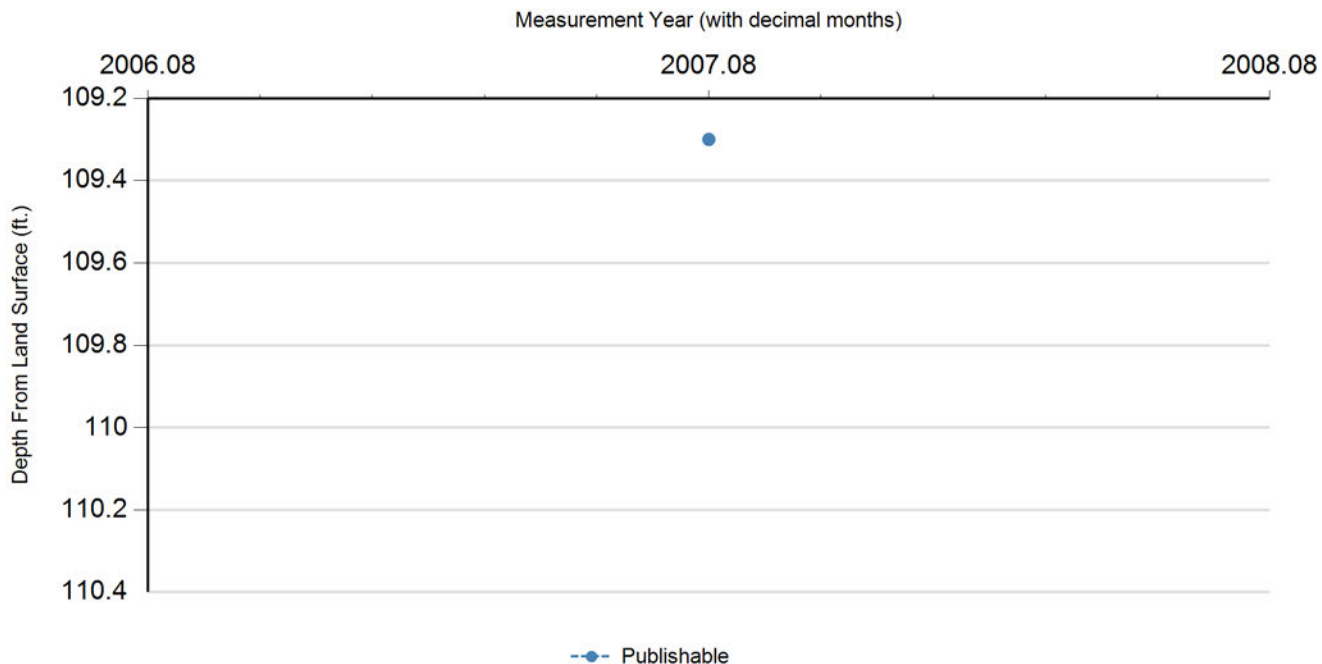 Measurement Year (with decimal months)
2006.08 2007.08 2008.08
109.2
109.4
109.6
109.8
110
110.2
110.4
Depth From Land Surface (ft.)
Publishable